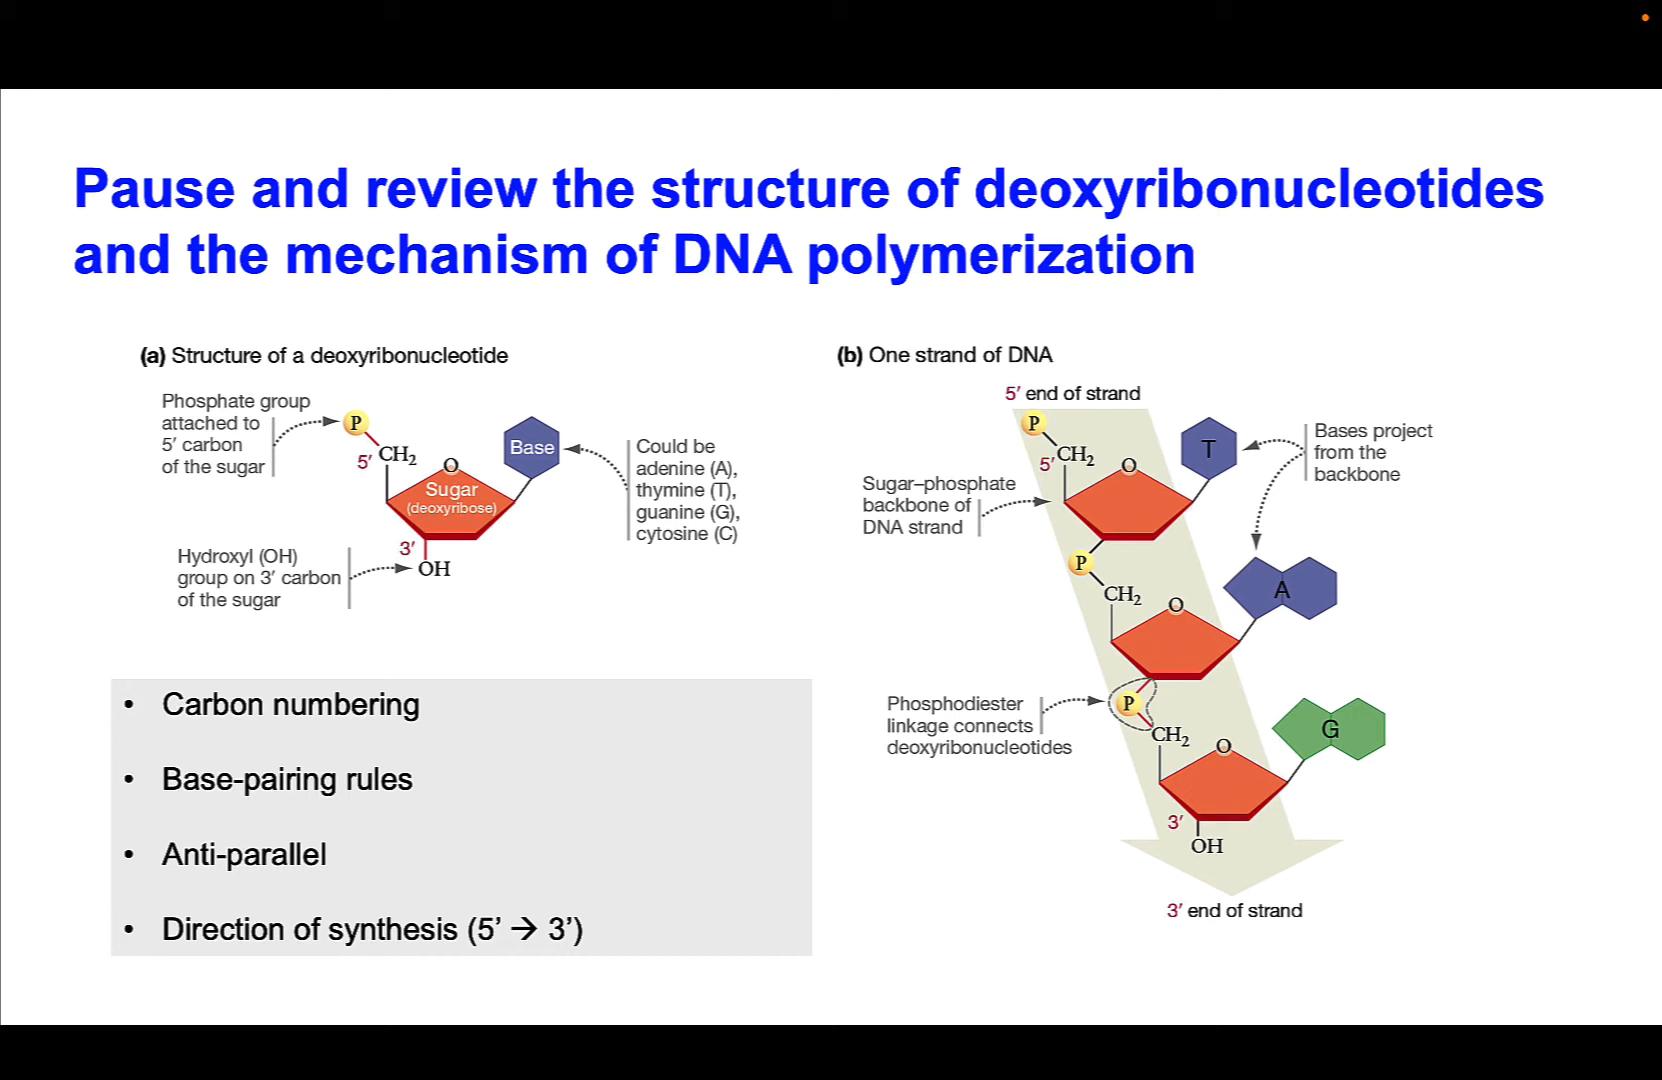 Pause and review the structure of deoxyribonucleotides
and the mechanism of DNA polymerization
(a) Structure of a deoxyribonucleotide
Phosphate group
attached to
5′ carbon
of the sugar
P
5′
CH₂
O
Base
Sugar
(deoxyribose)
Could be
adenine (A),
thymine (T),
guanine (G),
cytosine (C)
3′
OH
Hydroxyl (OH)
group on 3′ carbon
of the sugar
• Carbon numbering
• Base-pairing rules
• Anti-parallel
• Direction of synthesis (5’ → 3’)
(b) One strand of DNA
5′ end of strand
P
5′
CH₂
O
T
Bases project
from the
backbone
Sugar–phosphate
backbone of
DNA strand
P
CH₂
O
A
Phosphodiester
linkage connects
deoxyribonucleotides
P
CH₂
O
G
3′
OH
3′ end of strand